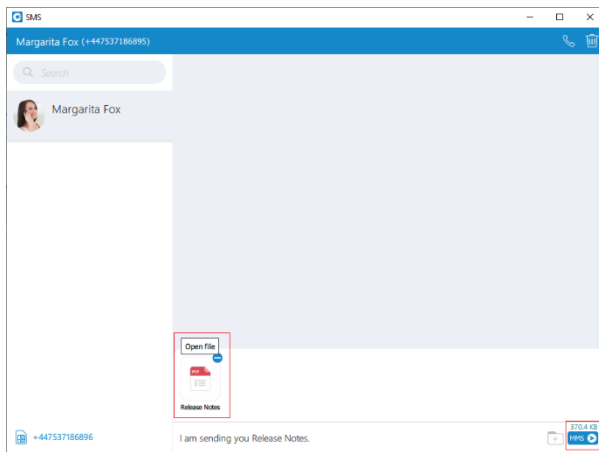 SMS
Margarita Fox (+447537186895)
Search
Margarita Fox
Open file
PDF
Release Notes
370.4 KB
+447537186896
I am sending you Release Notes.
MMS